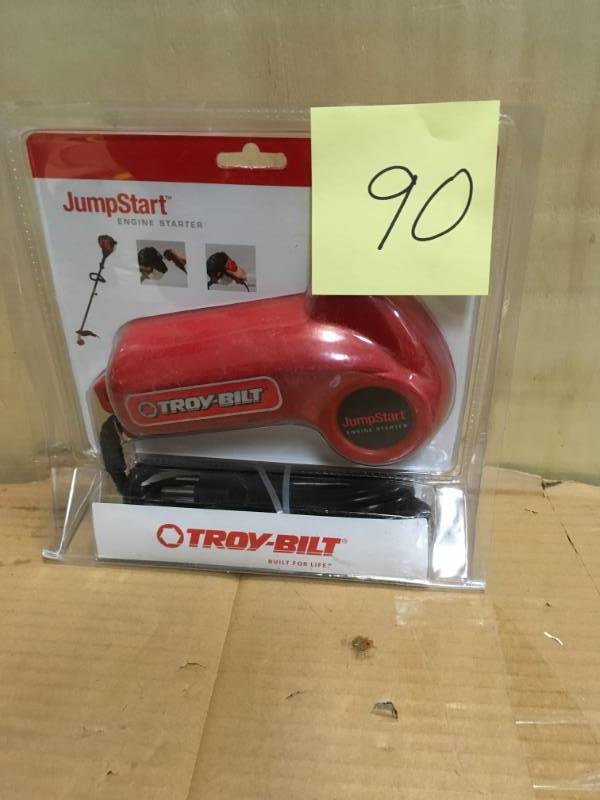 90
JumpStart™
ENGINE STARTER
TROY-BILT
JumpStart
ENGINE STARTER
TROY-BILT®
BUILT FOR LIFE™